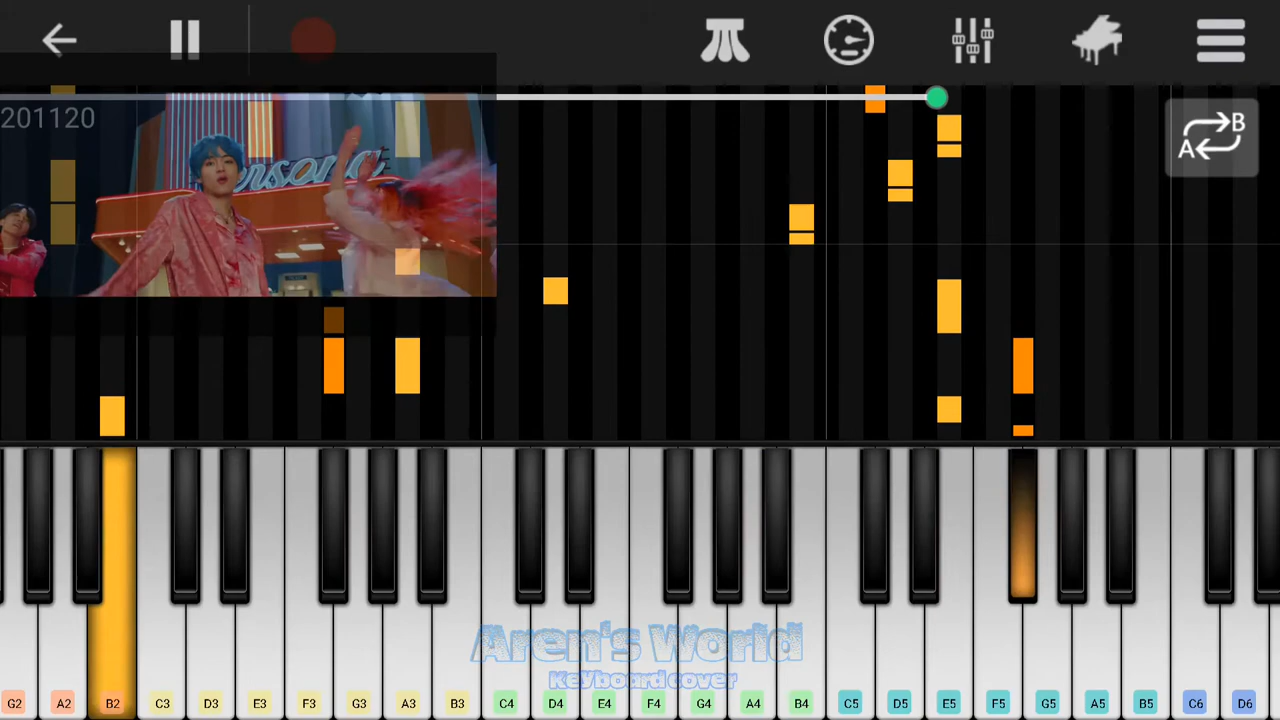 B
A
201120
Persona
Aren's World
Keyboard cover
G2 A2 B2 C3 D3 E3 F3 G3 A3 B3 C4 D4 E4 F4 G4 A4 B4 C5 D5 E5 F5 G5 A5 B5 C6 D6